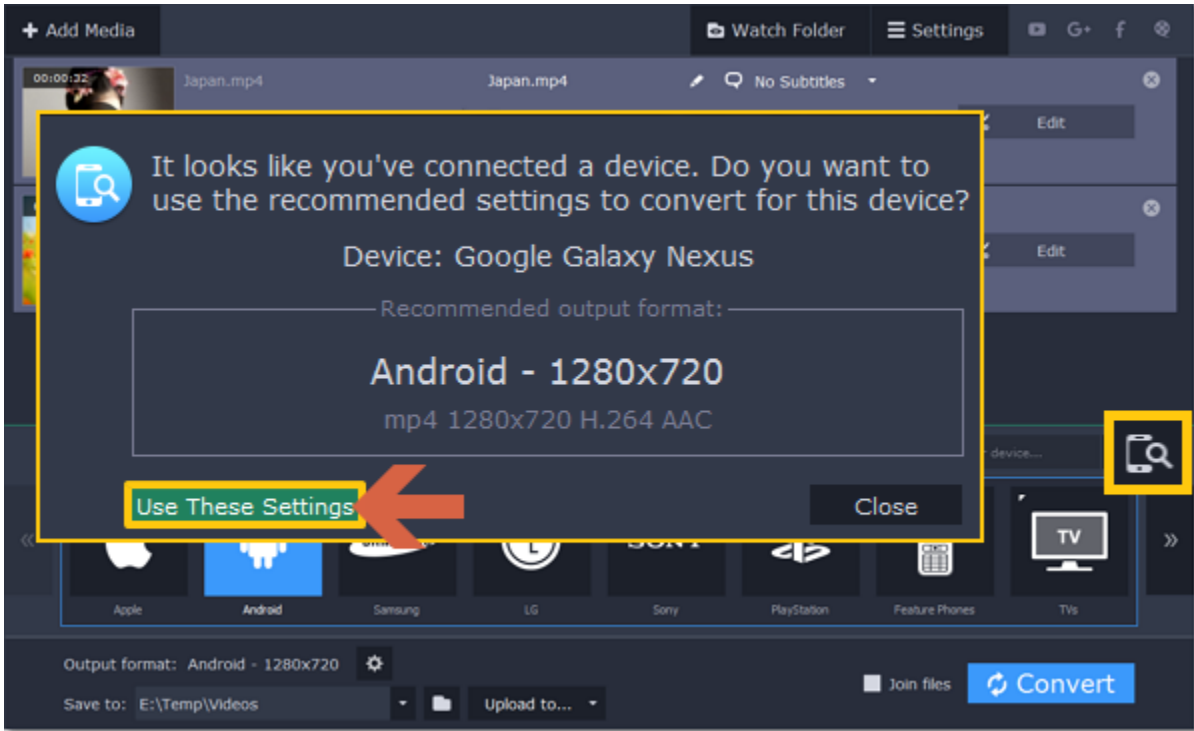 Add Media
Watch Folder
Settings
G+
f
00:00:32
Japan.mp4
Japan.mp4
No Subtitles
Edit
It looks like you've connected a device. Do you want to
use the recommended settings to convert for this device?
Edit
Device: Google Galaxy Nexus
Recommended output format:
Android - 1280x720
mp4 1280x720 H.264 AAC
device...
Use These Settings
Close
L
SONY
TV
Apple
Android
Samsung
LG
Sony
PlayStation
Feature Phones
TVs
Output format: Android - 1280x720
Join files
Convert
Save to: E:\Temp\Videos
Upload to...